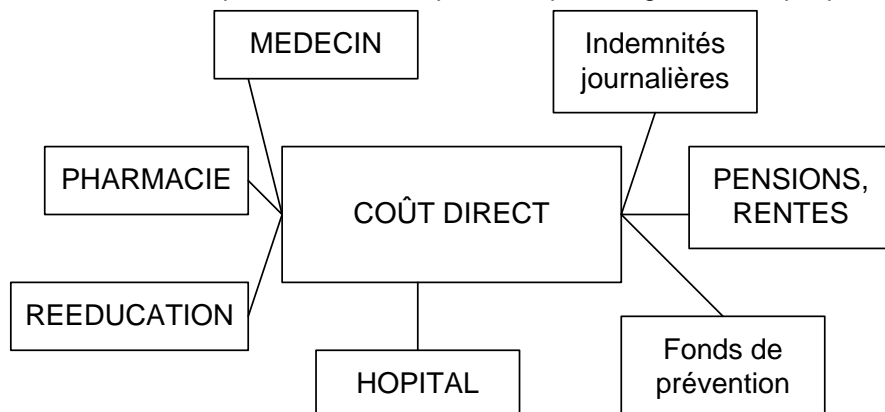 MEDECIN
Indemnités
journalières
PHARMACIE
COÛT DIRECT
PENSIONS,
RENTES
REEDUCATION
HOPITAL
Fonds de
prévention